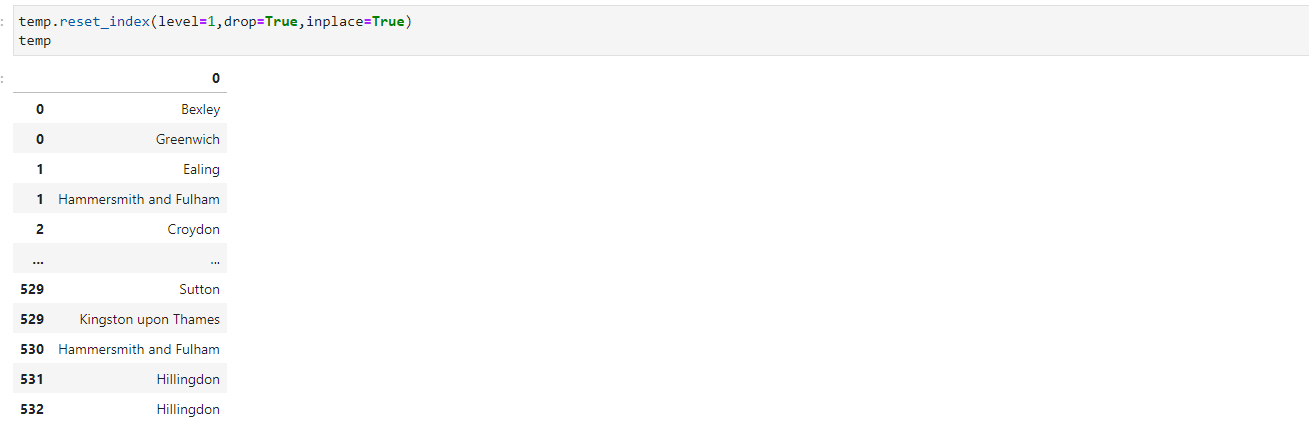 : temp.reset_index(level=1,drop=True,inplace=True)
temp
: 0
0 Bexley
0 Greenwich
1 Ealing
1 Hammersmith and Fulham
2 Croydon
... ...
529 Sutton
529 Kingston upon Thames
530 Hammersmith and Fulham
531 Hillingdon
532 Hillingdon